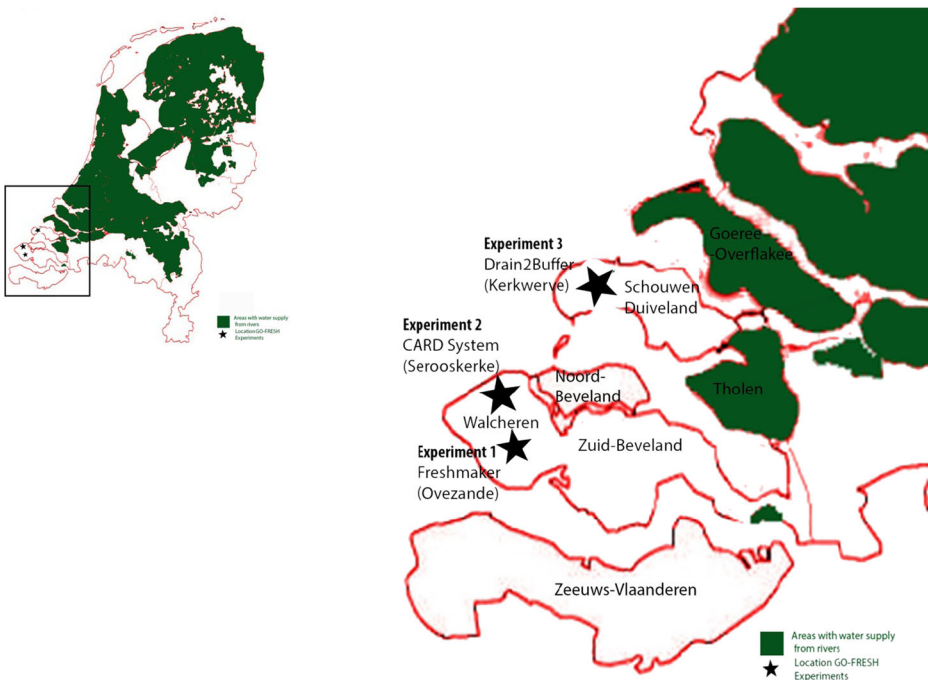 Areas with water supply
from rivers
Location GO-FRESH
Experiments
Experiment 3
Drain2Buffer
(Kerkwerve)
Goeree-
-Overflakee
Schouwen
Duiveland
Experiment 2
CARD System
(Serooskerke)
Noord-
Beveland
Tholen
Walcheren
Zuid-Beveland
Experiment 1
Freshmaker
(Ovezande)
Zeeuws-Vlaanderen
Areas with water supply
from rivers
Location GO-FRESH
Experiments